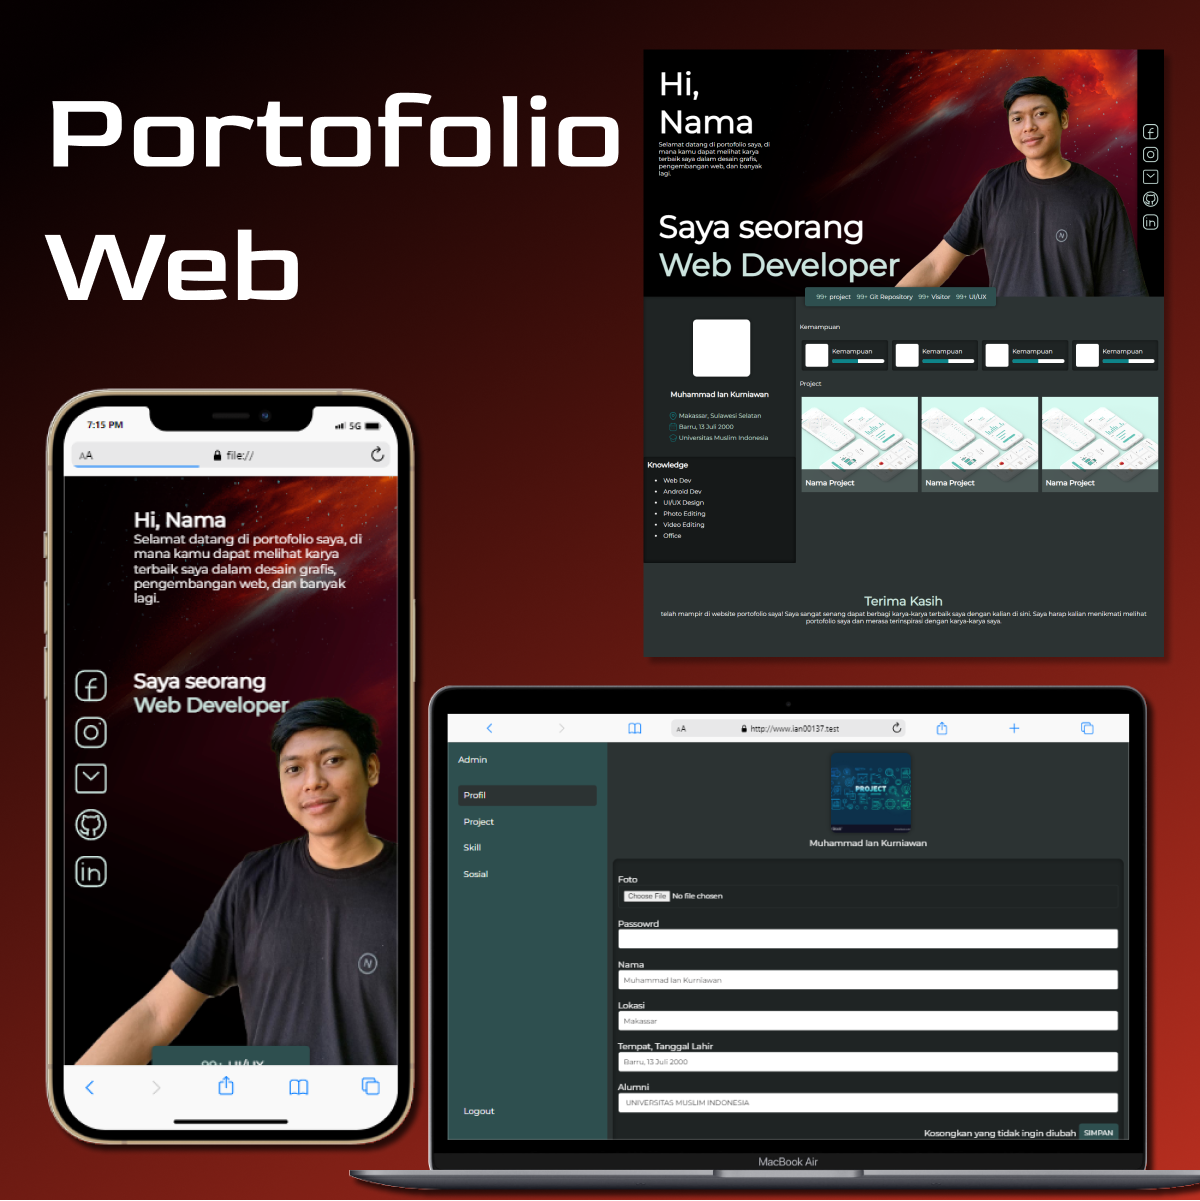 Portofolio
Web
Hi,
Nama
Selamat datang di portofolio saya, di
mana kamu dapat melihat karya
terbaik saya dalam desain grafis,
pengembangan web, dan banyak
lagi.
Saya seorang
Web Developer
99+ project 99+ Git Repository 99+ Visitor 99+ UI/UX
Muhammad Ian Kurniawan
Makassar, Sulawesi Selatan
Barru, 13 Juli 2000
Universitas Muslim Indonesia
Knowledge
Web Dev
Android Dev
UI/UX Design
Photo Editing
Video Editing
Office
Kemampuan
Kemampuan Kemampuan Kemampuan Kemampuan
Project
Nama Project Nama Project Nama Project
Terima Kasih
telah mampir di website portofolio saya! Saya sangat senang dapat berbagi karya-karya terbaik saya dengan kalian di sini. Saya harap kalian menikmati melihat
portofolio saya dan merasa terinspirasi dengan karya-karya saya.
7:15 PM 5G
AA file://
Hi, Nama
Selamat datang di portofolio saya, di
mana kamu dapat melihat karya
terbaik saya dalam desain grafis,
pengembangan web, dan banyak
lagi.
Saya seorang
Web Developer
N
99+ UI/UX
AA http://www.ian00137.test
Admin
Profil
Project
Skill
Sosial
Logout
PROJECT
Muhammad Ian Kurniawan
Foto
Choose File No file chosen
Passowrd
Nama
Muhammad Ian Kurniawan
Lokasi
Makassar
Tempat, Tanggal Lahir
Barru, 13 Juli 2000
Alumni
UNIVERSITAS MUSLIM INDONESIA
Kosongkan yang tidak ingin diubah SIMPAN
MacBook Air